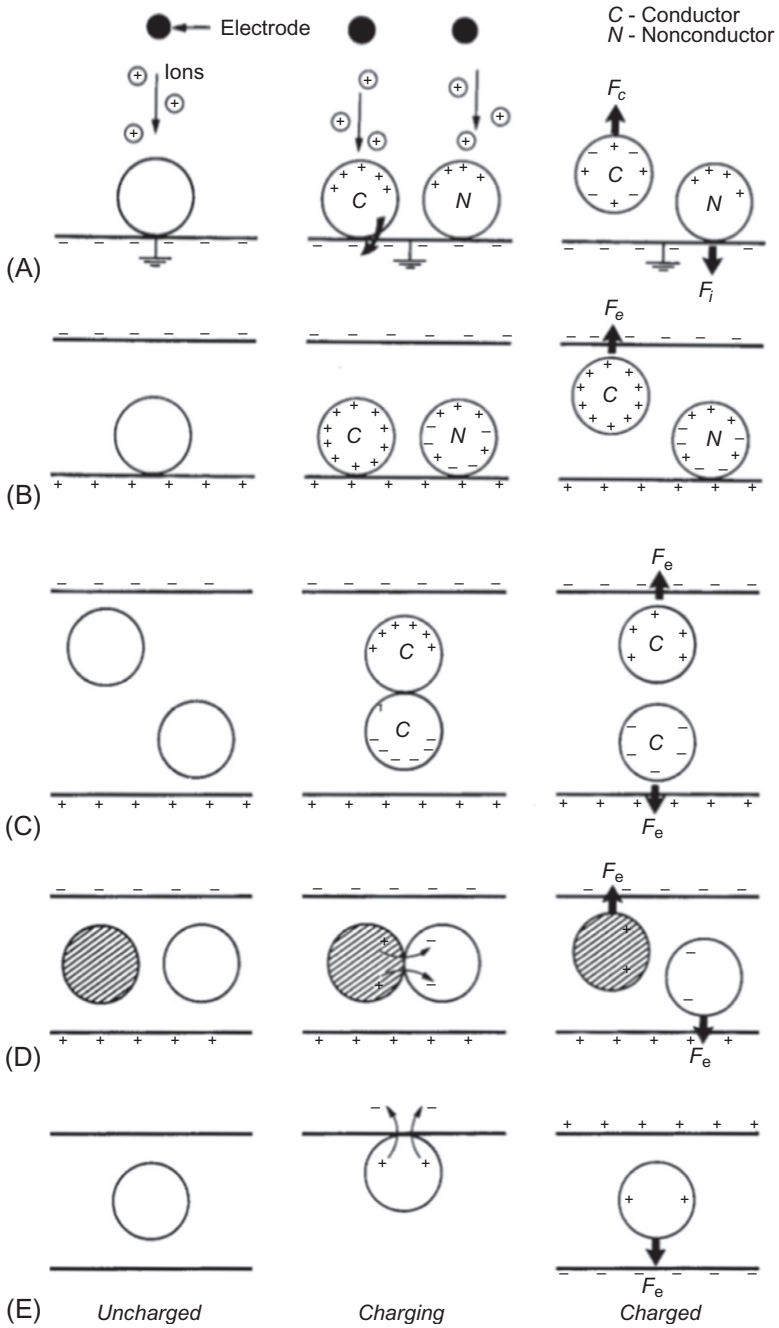 C - Conductor
N - Nonconductor
Electrode
Ions
+ + +
+ + +
+ + +
F_c
C
N
C
N
F_i
(A)
F_e
C
N
C
N
(B)
F_e
C
C
C
C
F_e
(C)
F_e
F_e
(D)
F_e
(E)
Uncharged
Charging
Charged